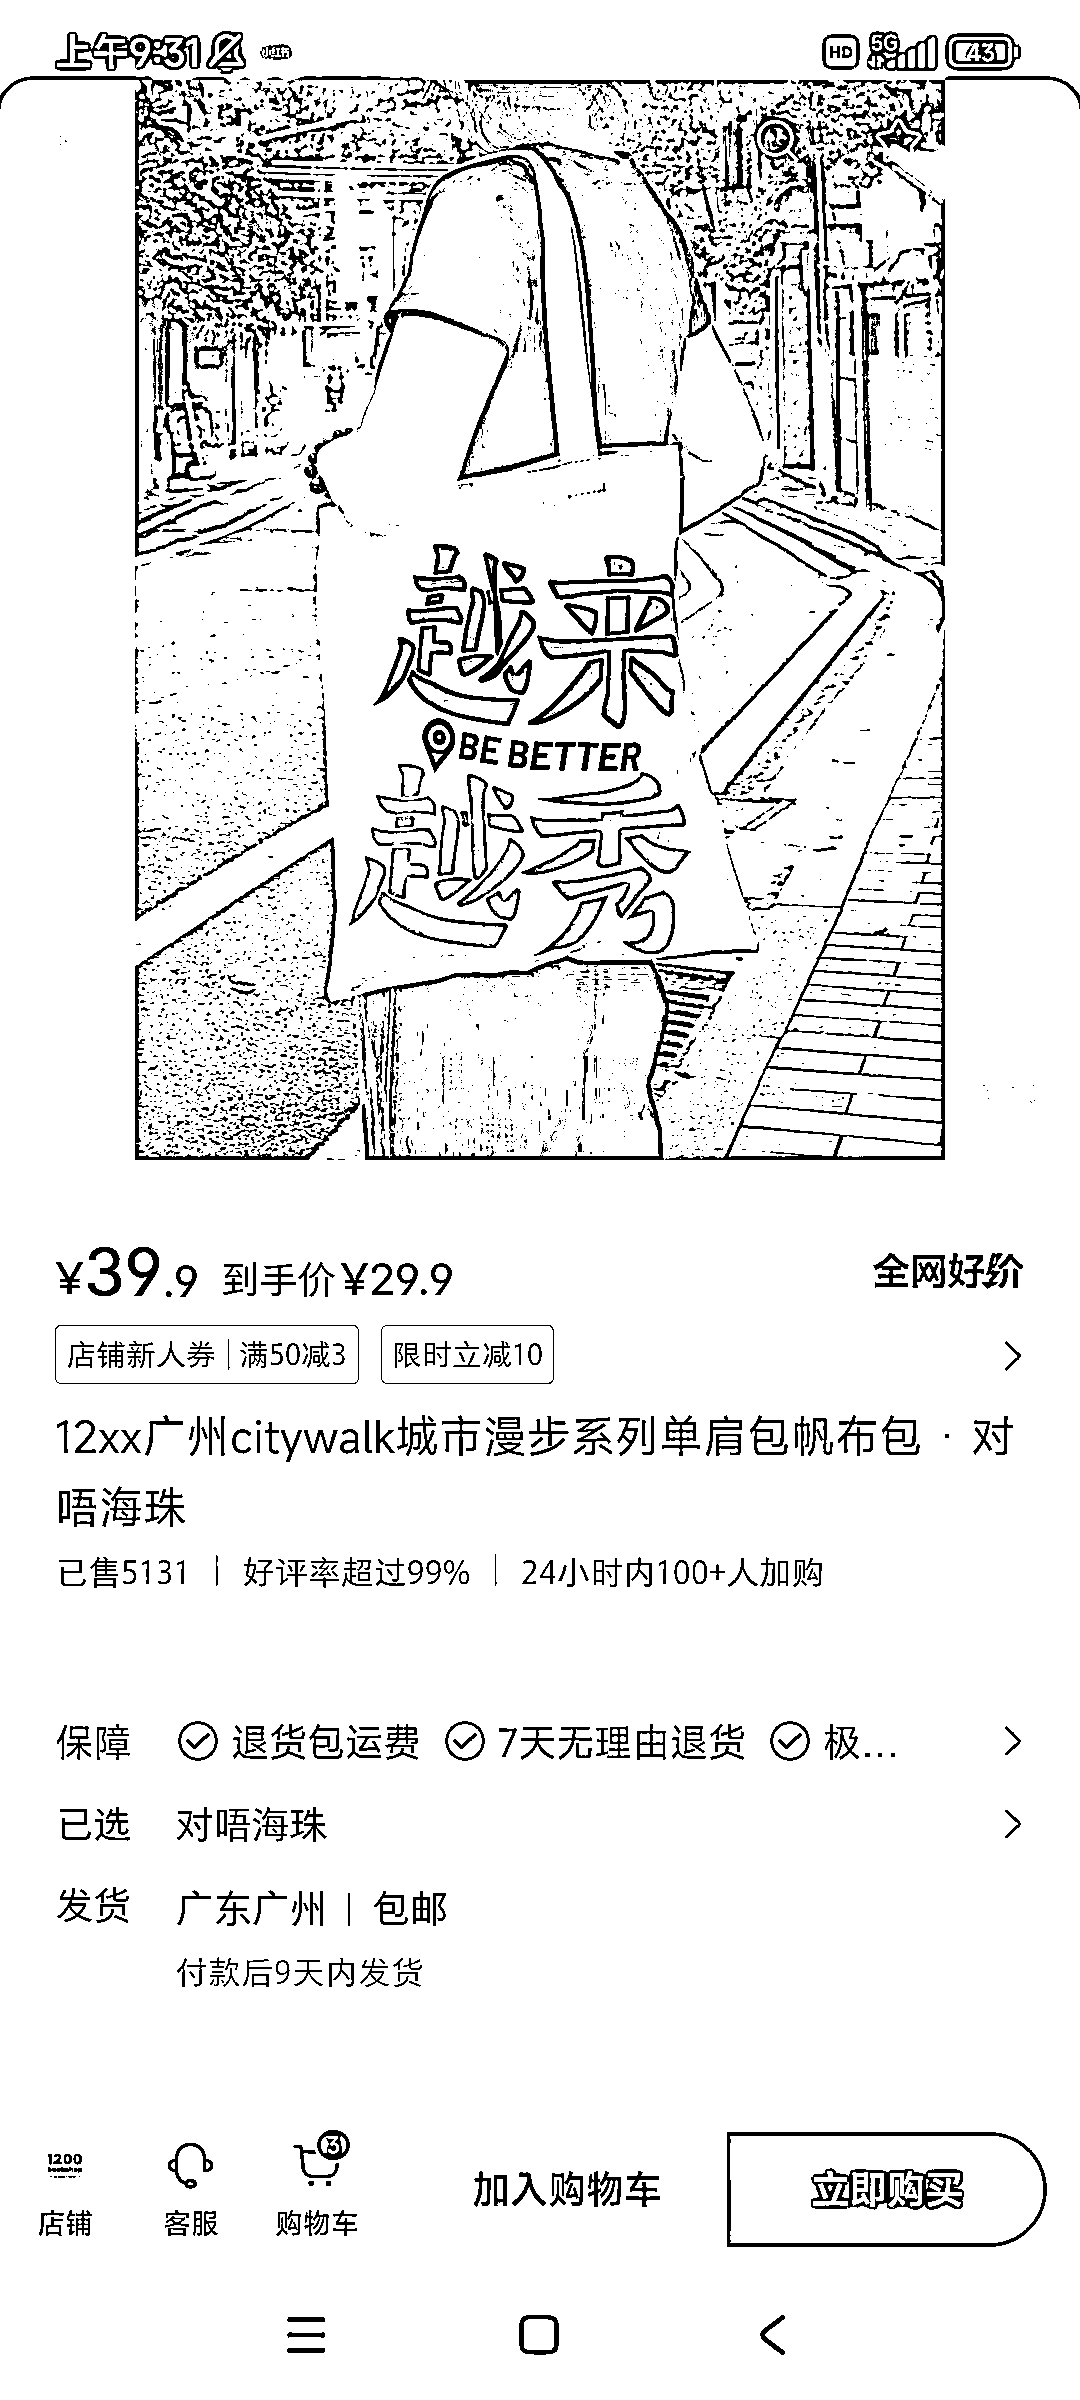 上午9:31
HD 5G 43
越来
BE BETTER
越秀
¥39.9 到手价¥29.9 全网好价
店铺新人券 | 满50减3 限时立减10
12xx广州citywalk城市漫步系列单肩包帆布包 · 对
唔海珠
已售5131 | 好评率超过99% | 24小时内100+人加购
保障 退货包运费 7天无理由退货 极...
已选 对唔海珠
发货 广东广州 | 包邮
付款后9天内发货
1200
bookshop
31
店铺 客服 购物车 加入购物车 立即购买